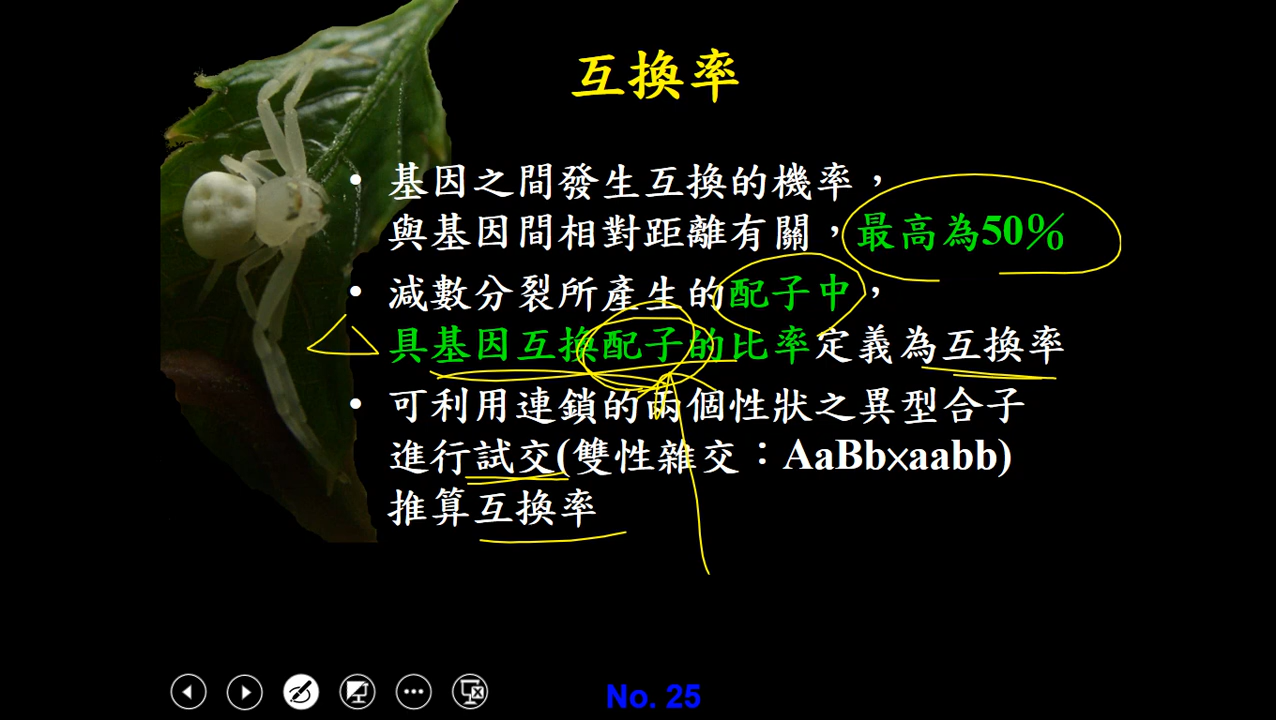 互換率
• 基因之間發生互換的機率，
與基因間相對距離有關，最高為50%
• 減數分裂所產生的配子中，
具基因互換配子的比率定義為互換率
• 可利用連鎖的兩個性狀之異型合子
進行試交(雙性雜交：AaBb×aabb)
推算互換率
No. 25